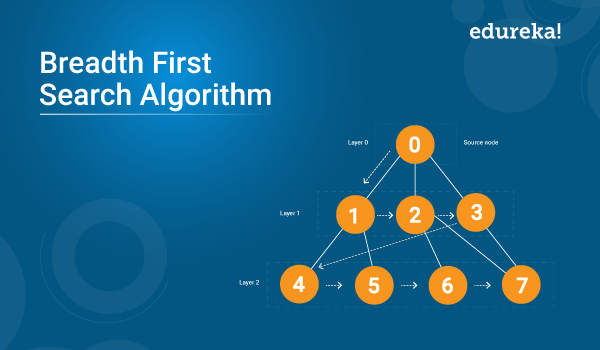 edureka!
Breadth First
Search Algorithm
Layer 0
0
Source node
Layer 1
1
2
3
Layer 2
4
5
6
7